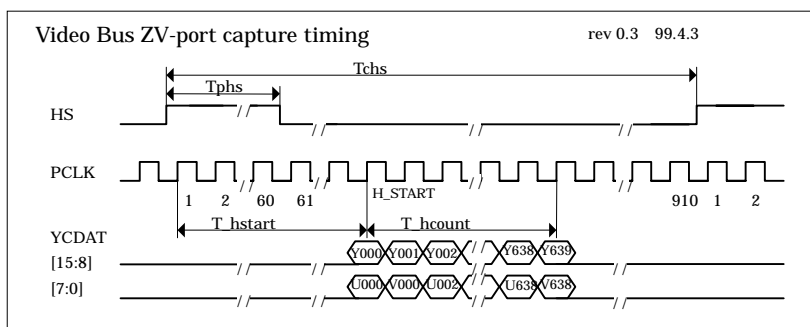 Video Bus ZV-port capture timing rev 0.3 99.4.3
Tchs
Tphs
HS
PCLK
H_START
1 2 60 61 910 1 2
T_hstart T_hcount
YCDAT
[15:8] Y000 Y001 Y002 Y638 Y639
[7:0] U000 V000 U002 U638 V638